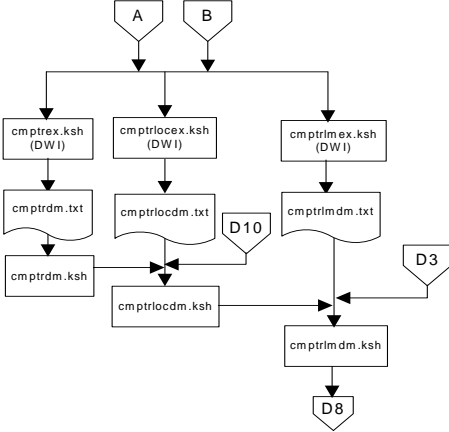 A
B
cmptrex.ksh
(DWI)
cmptrlocex.ksh
(DWI)
cmptrlmex.ksh
(DWI)
cmptrdm.txt
cmptrlocdm.txt
cmptrlmdm.txt
D10
D3
cmptrdm.ksh
cmptrlocdm.ksh
cmptrlmdm.ksh
D8